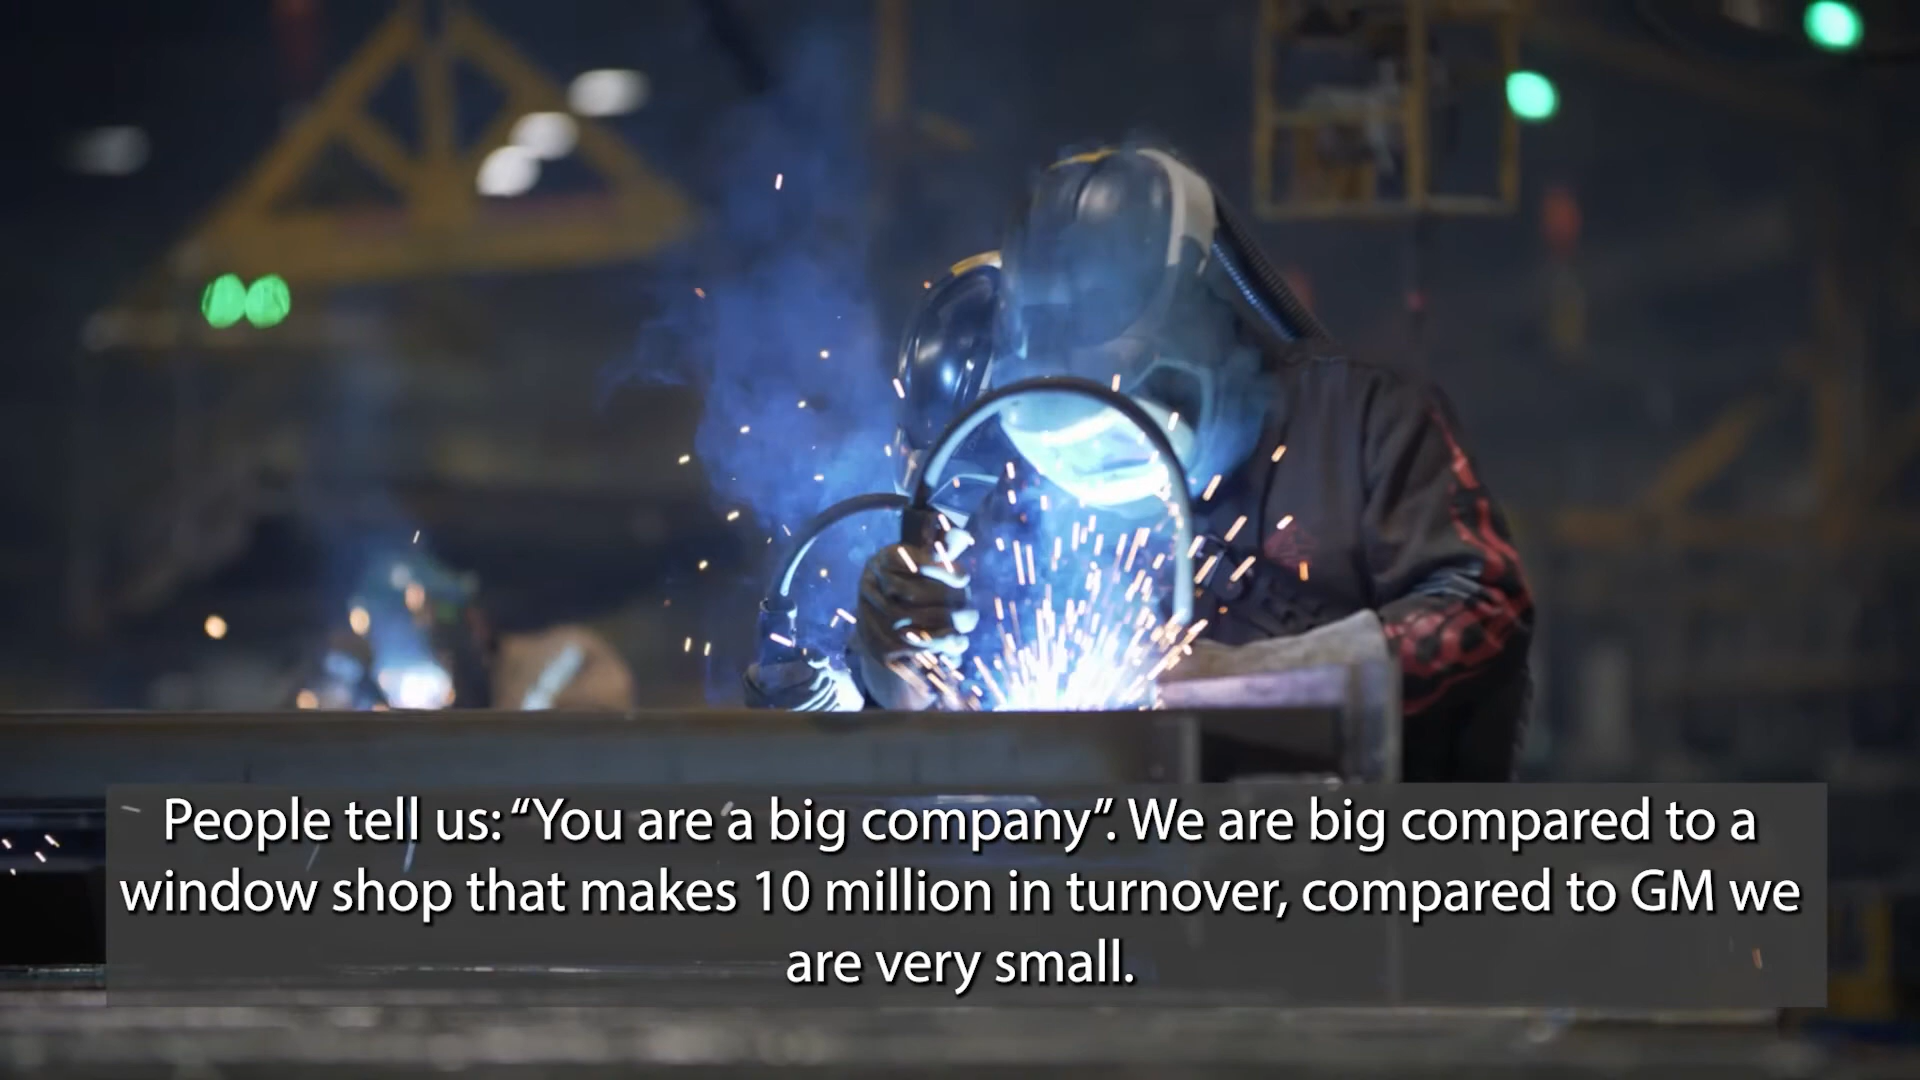 People tell us: “You are a big company”. We are big compared to a
window shop that makes 10 million in turnover, compared to GM we
are very small.